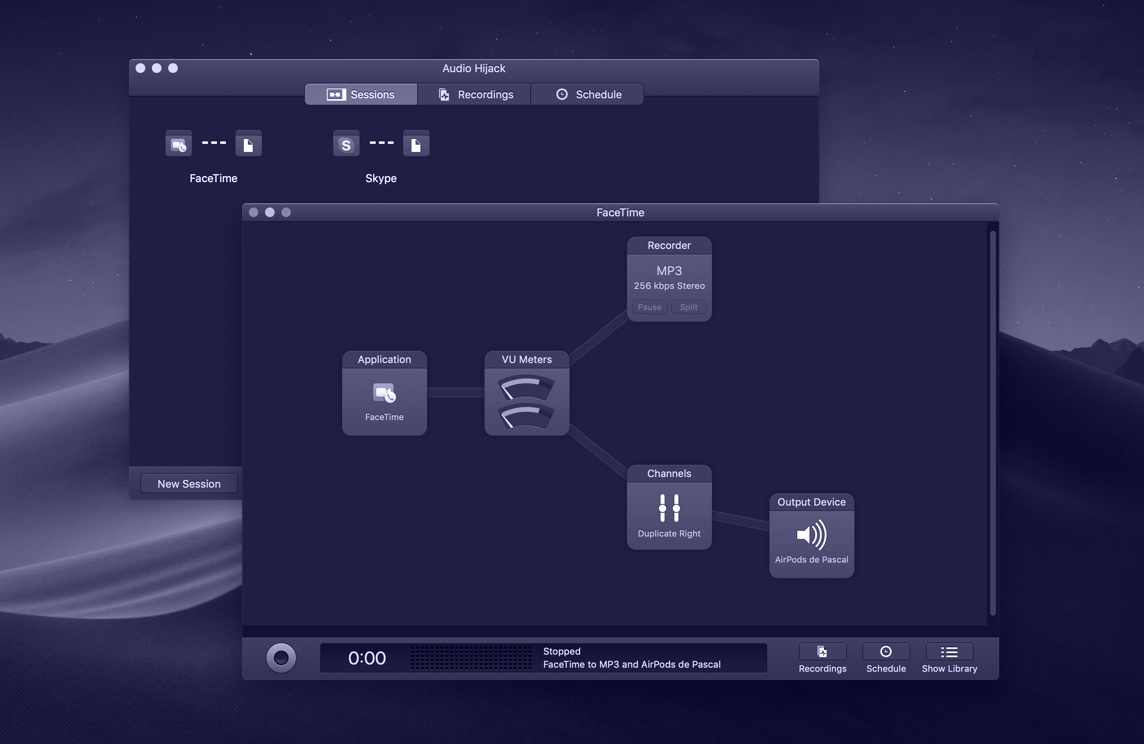 Audio Hijack
Sessions
Recordings
Schedule
S
FaceTime
Skype
New Session
FaceTime
Recorder
MP3
256 kbps Stereo
Pause
Split
Application
FaceTime
VU Meters
Channels
Duplicate Right
Output Device
AirPods de Pascal
0:00
Stopped
FaceTime to MP3 and AirPods de Pascal
Recordings
Schedule
Show Library